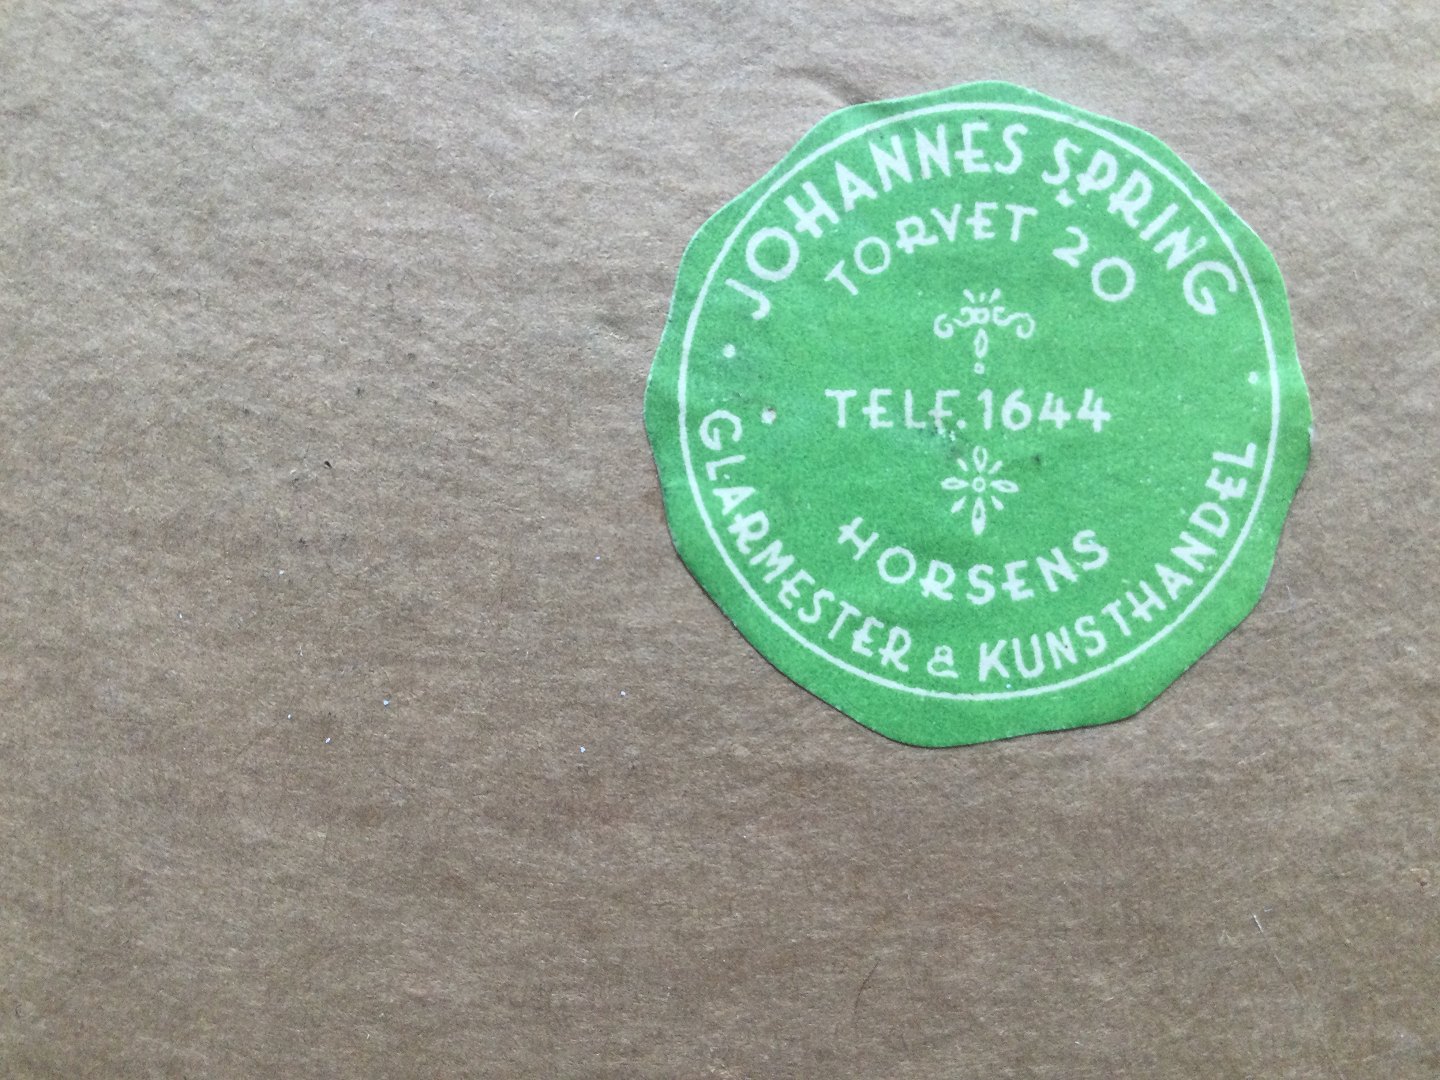 JOHANNES SPRING
TORVET 20
TELF. 1644
HORSENS
GLARMESTER & KUNSTHANDEL